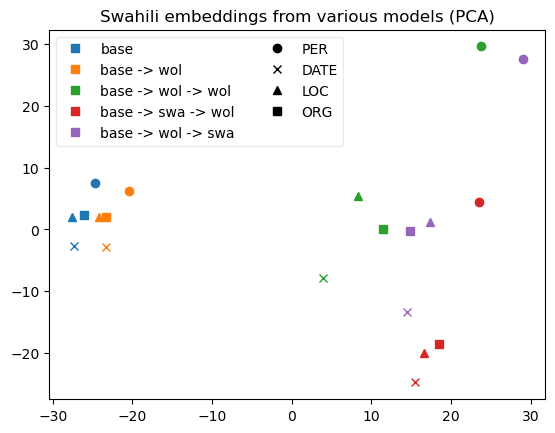 Swahili embeddings from various models (PCA)
base
base -> wol
base -> wol -> wol
base -> swa -> wol
base -> wol -> swa
PER
DATE
LOC
ORG
30
20
10
0
−10
−20
−30 −20 −10 0 10 20 30